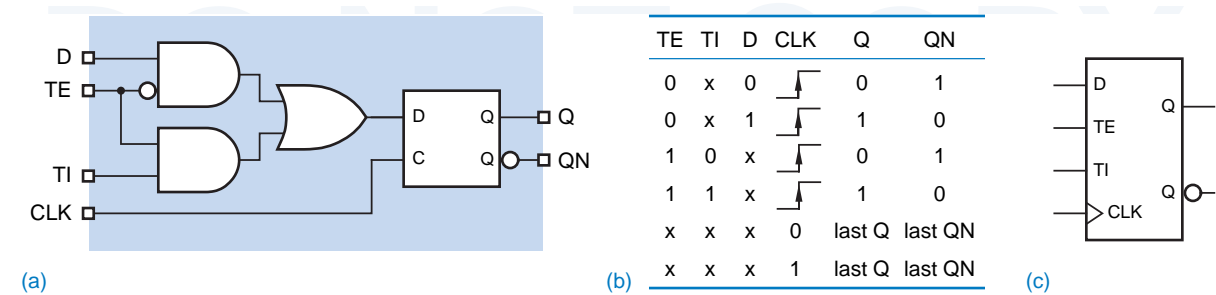 D
TE
TI
CLK
D Q
C Q
Q
QN
(a)
TE TI D CLK Q QN
0 x 0 0 1
0 x 1 1 0
1 0 x 0 1
1 1 x 1 0
x x x 0 last Q last QN
x x x 1 last Q last QN
(b)
D
Q
TE
TI
Q
CLK
(c)